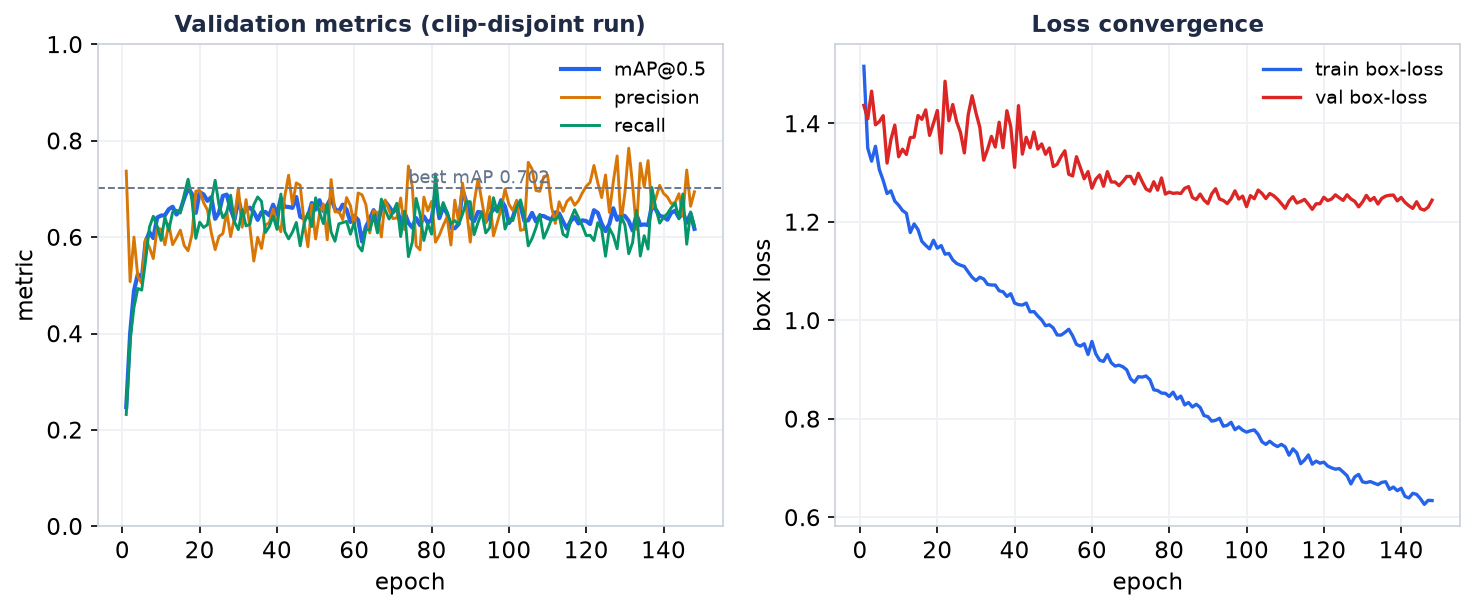 Validation metrics (clip-disjoint run)
1.0
0.8
0.6
0.4
0.2
0.0
metric
mAP@0.5
precision
recall
best mAP 0.702
0 20 40 60 80 100 120 140
epoch
Loss convergence
1.4
1.2
1.0
0.8
0.6
box loss
train box-loss
val box-loss
0 20 40 60 80 100 120 140
epoch